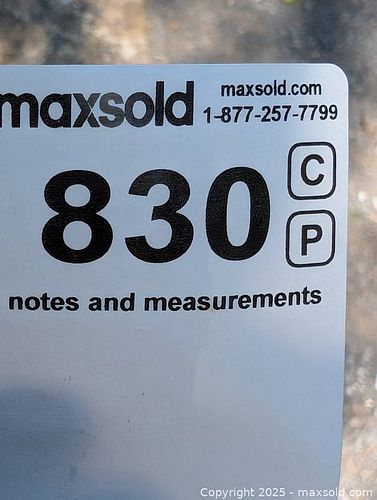 maxsold
maxsold.com
1-877-257-7799
830
C
P
notes and measurements
Copyright 2025 - maxsold.com